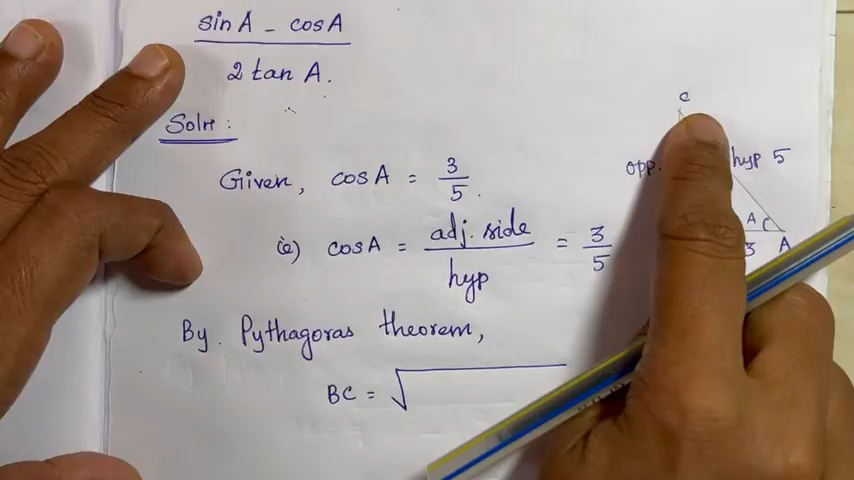 sin A - cos A
2 tan A.
Soln :
Given, cos A = 3/5.
(ie) cos A = adj. side / hyp = 3/5
By Pythagoras theorem,
BC = √
C
opp.
hyp 5
A
3 A